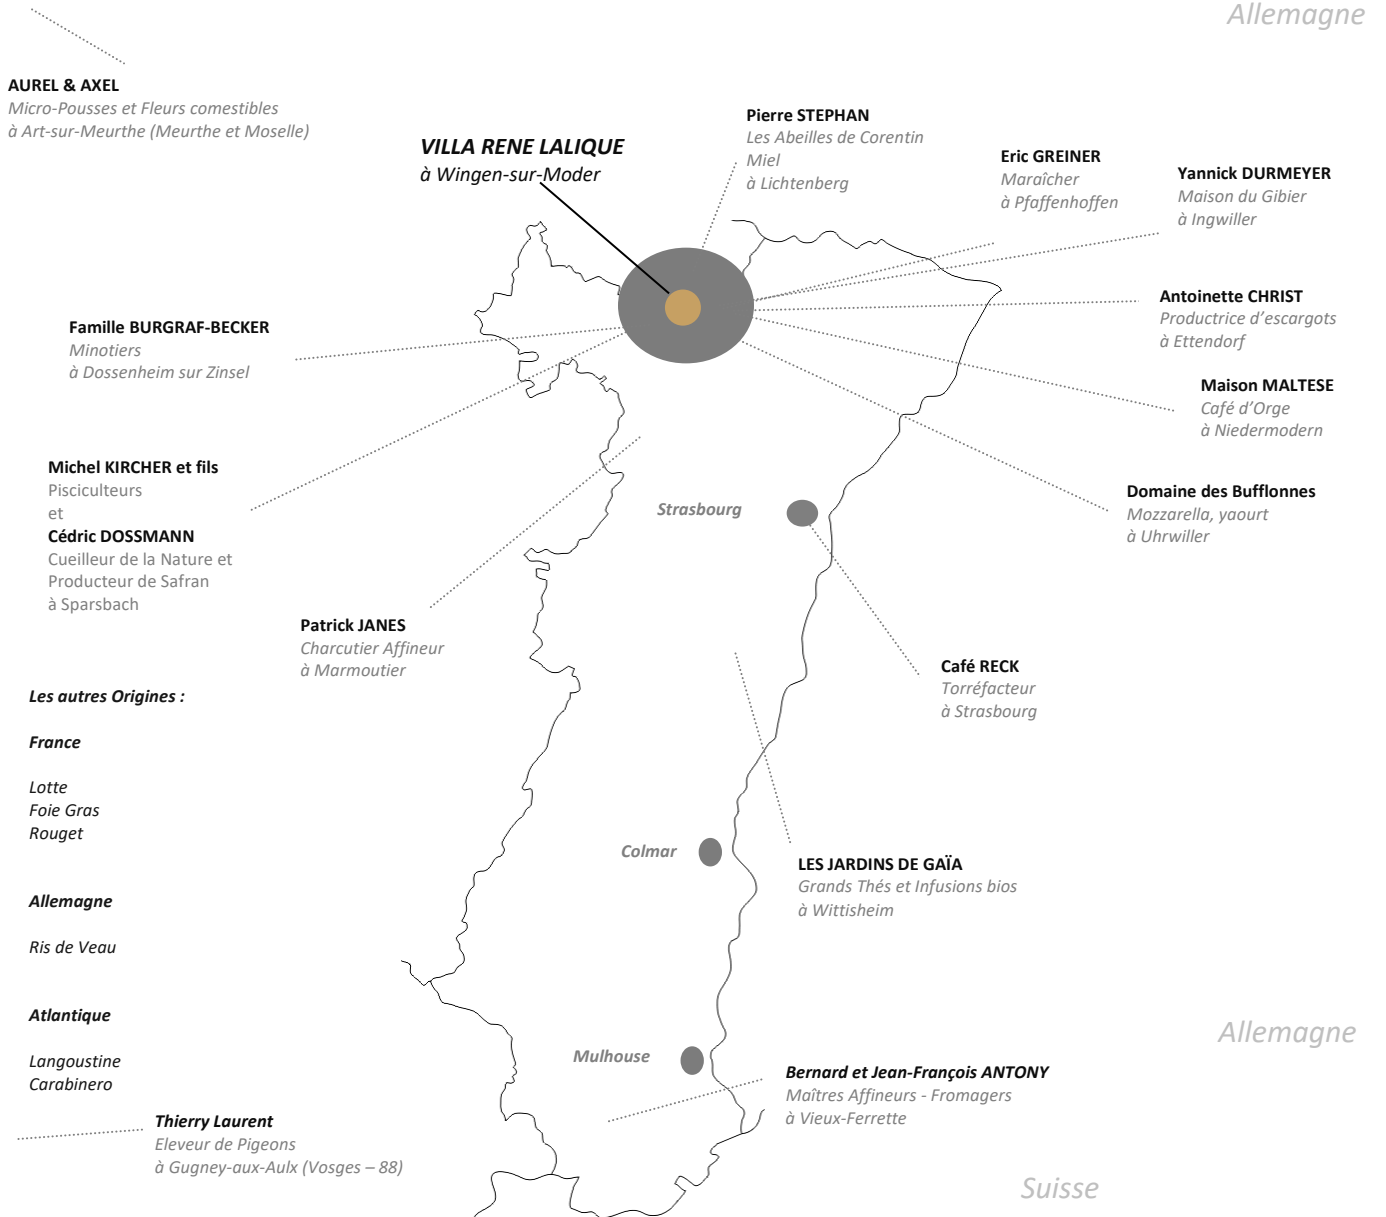 Allemagne
AUREL & AXEL
Micro-Pousses et Fleurs comestibles
à Art-sur-Meurthe (Meurthe et Moselle)
VILLA RENE LALIQUE
à Wingen-sur-Moder
Pierre STEPHAN
Les Abeilles de Corentin
Miel
à Lichtenberg
Eric GREINER
Maraîcher
à Pfaffenhoffen
Yannick DURMEYER
Maison du Gibier
à Ingwiller
Antoinette CHRIST
Productrice d'escargots
à Ettendorf
Famille BURGRAF-BECKER
Minotiers
à Dossenheim sur Zinsel
Maison MALTESE
Café d'Orge
à Niedermodern
Michel KIRCHER et fils
Pisciculteurs
et
Cédric DOSSMANN
Cueilleur de la Nature et
Producteur de Safran
à Sparsbach
Strasbourg
Domaine des Bufflonnes
Mozzarella, yaourt
à Uhrwiller
Patrick JANES
Charcutier Affineur
à Marmoutier
Café RECK
Torréfacteur
à Strasbourg
Les autres Origines :
France
Lotte
Foie Gras
Rouget
Colmar
LES JARDINS DE GAÏA
Grands Thés et Infusions bios
à Wittisheim
Allemagne
Ris de Veau
Atlantique
Langoustine
Carabinero
Allemagne
Mulhouse
Bernard et Jean-François ANTONY
Maîtres Affineurs - Fromagers
à Vieux-Ferrette
Thierry Laurent
Eleveur de Pigeons
à Gugney-aux-Aulx (Vosges – 88)
Suisse